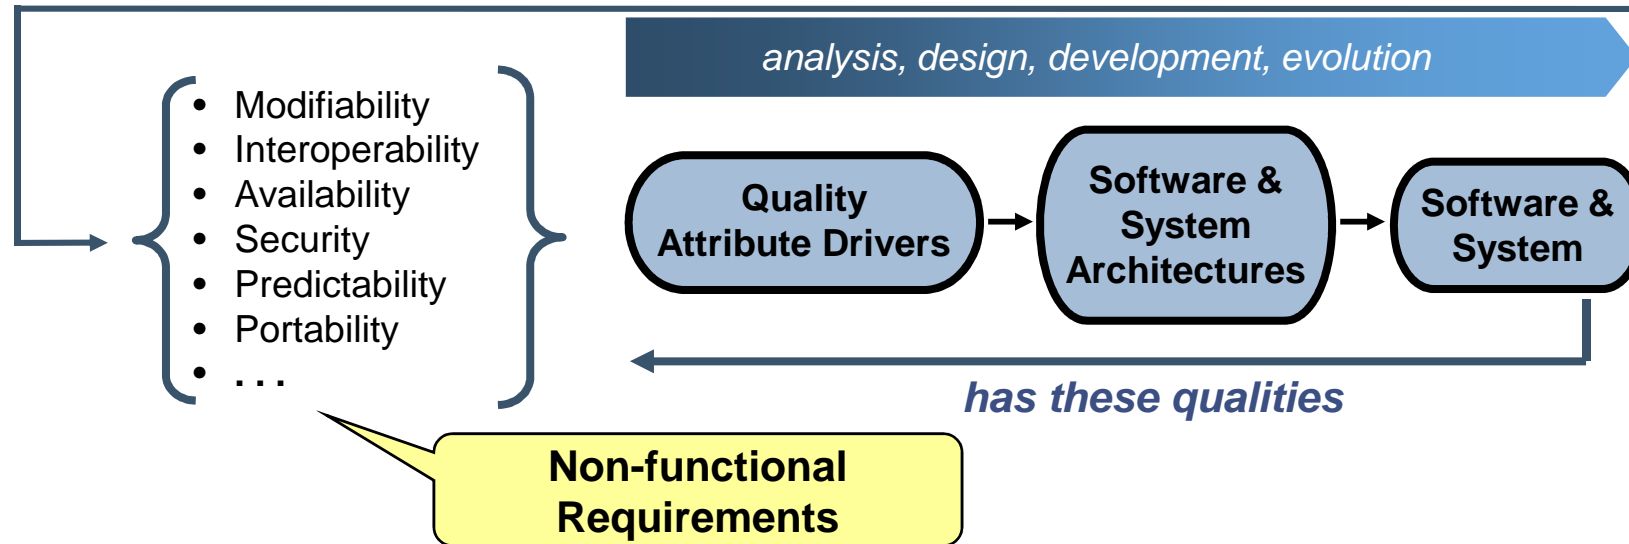 analysis, design, development, evolution
• Modifiability
• Interoperability
• Availability
• Security
• Predictability
• Portability
• . . .
Quality
Attribute Drivers
Software &
System
Architectures
Software &
System
has these qualities
Non-functional
Requirements